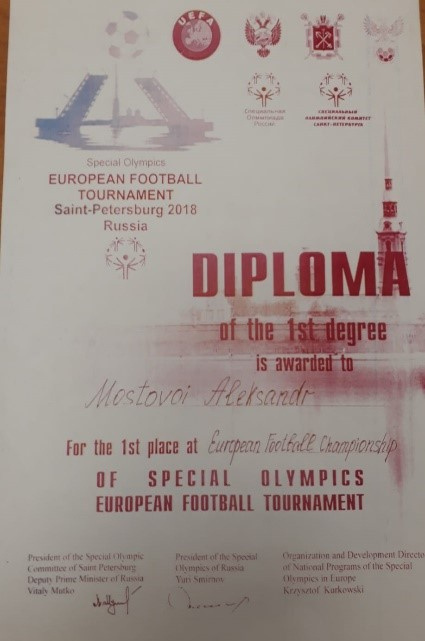 UEFA
Специальная
Олимпиада
России
СПЕЦИАЛЬНЫЙ
ОЛИМПИЙСКИЙ КОМИТЕТ
САНКТ-ПЕТЕРБУРГ
Special Olympics
EUROPEAN FOOTBALL
TOURNAMENT
Saint-Petersburg 2018
Russia
DIPLOMA
of the 1st degree
is awarded to
Mostovoi Aleksandr
For the 1st place at European Football Championship
OF SPECIAL OLYMPICS
EUROPEAN FOOTBALL TOURNAMENT
President of the Special Olympic
Committee of Saint Petersburg
Deputy Prime Minister of Russia
Vitaly Mutko
President of the Special
Olympics of Russia
Yuri Smirnov
Organization and Development Directo
of National Programs of the Special
Olympics in Europe
Krzysztof Karkowski